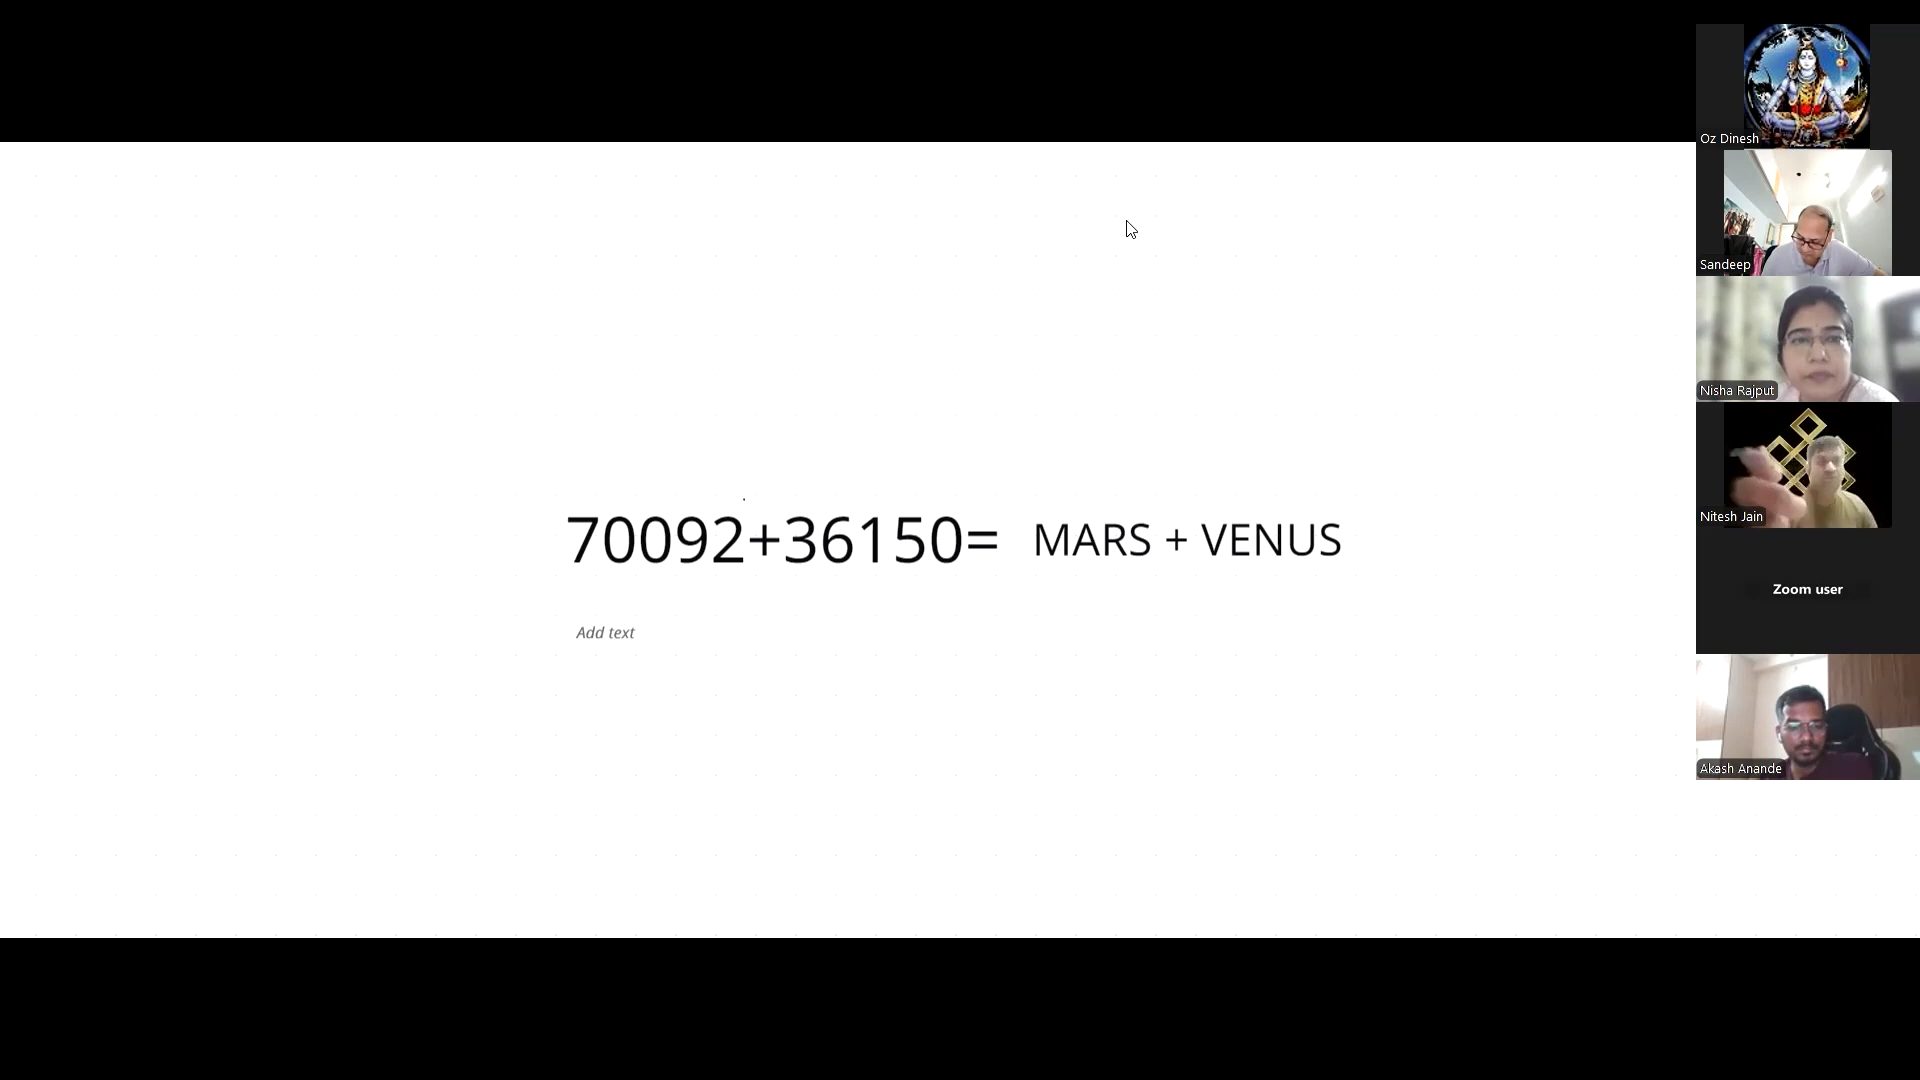 Oz Dinesh
Sandeep
Nisha Rajput
Nitesh Jain
Zoom user
Akash Anande
70092+36150= MARS + VENUS
Add text